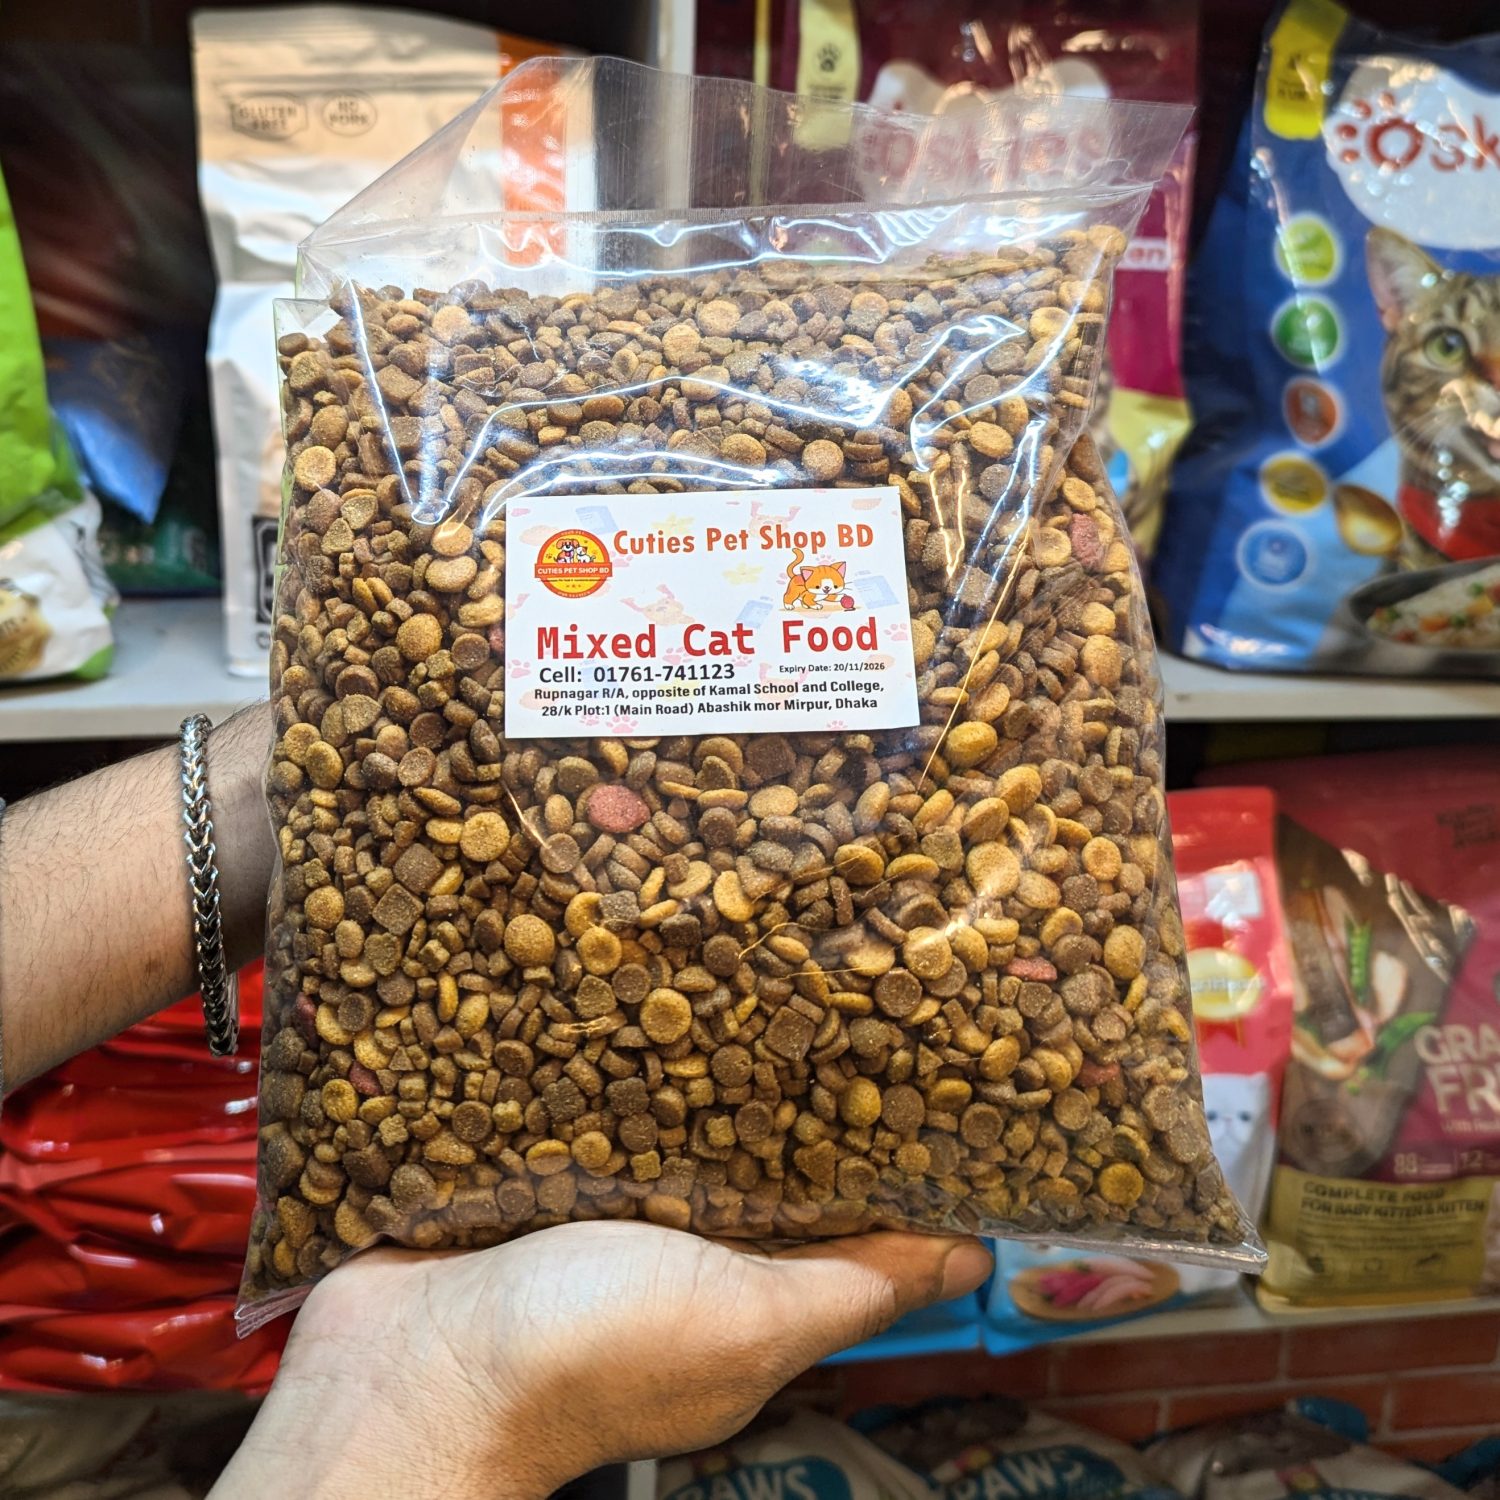 GLUTEN
FREE
NO
PORK
Cuties Pet Shop BD
CUTIES PET SHOP BD
Mixed Cat Food
Cell: 01761-741123
Expiry Date: 20/11/2026
Rupnagar R/A, opposite of Kamal School and College,
28/k Plot:1 (Main Road) Abashik mor Mirpur, Dhaka
COMPLETE FOOD
FOR BABY KITTEN & KITTEN
PAWS
PAWS